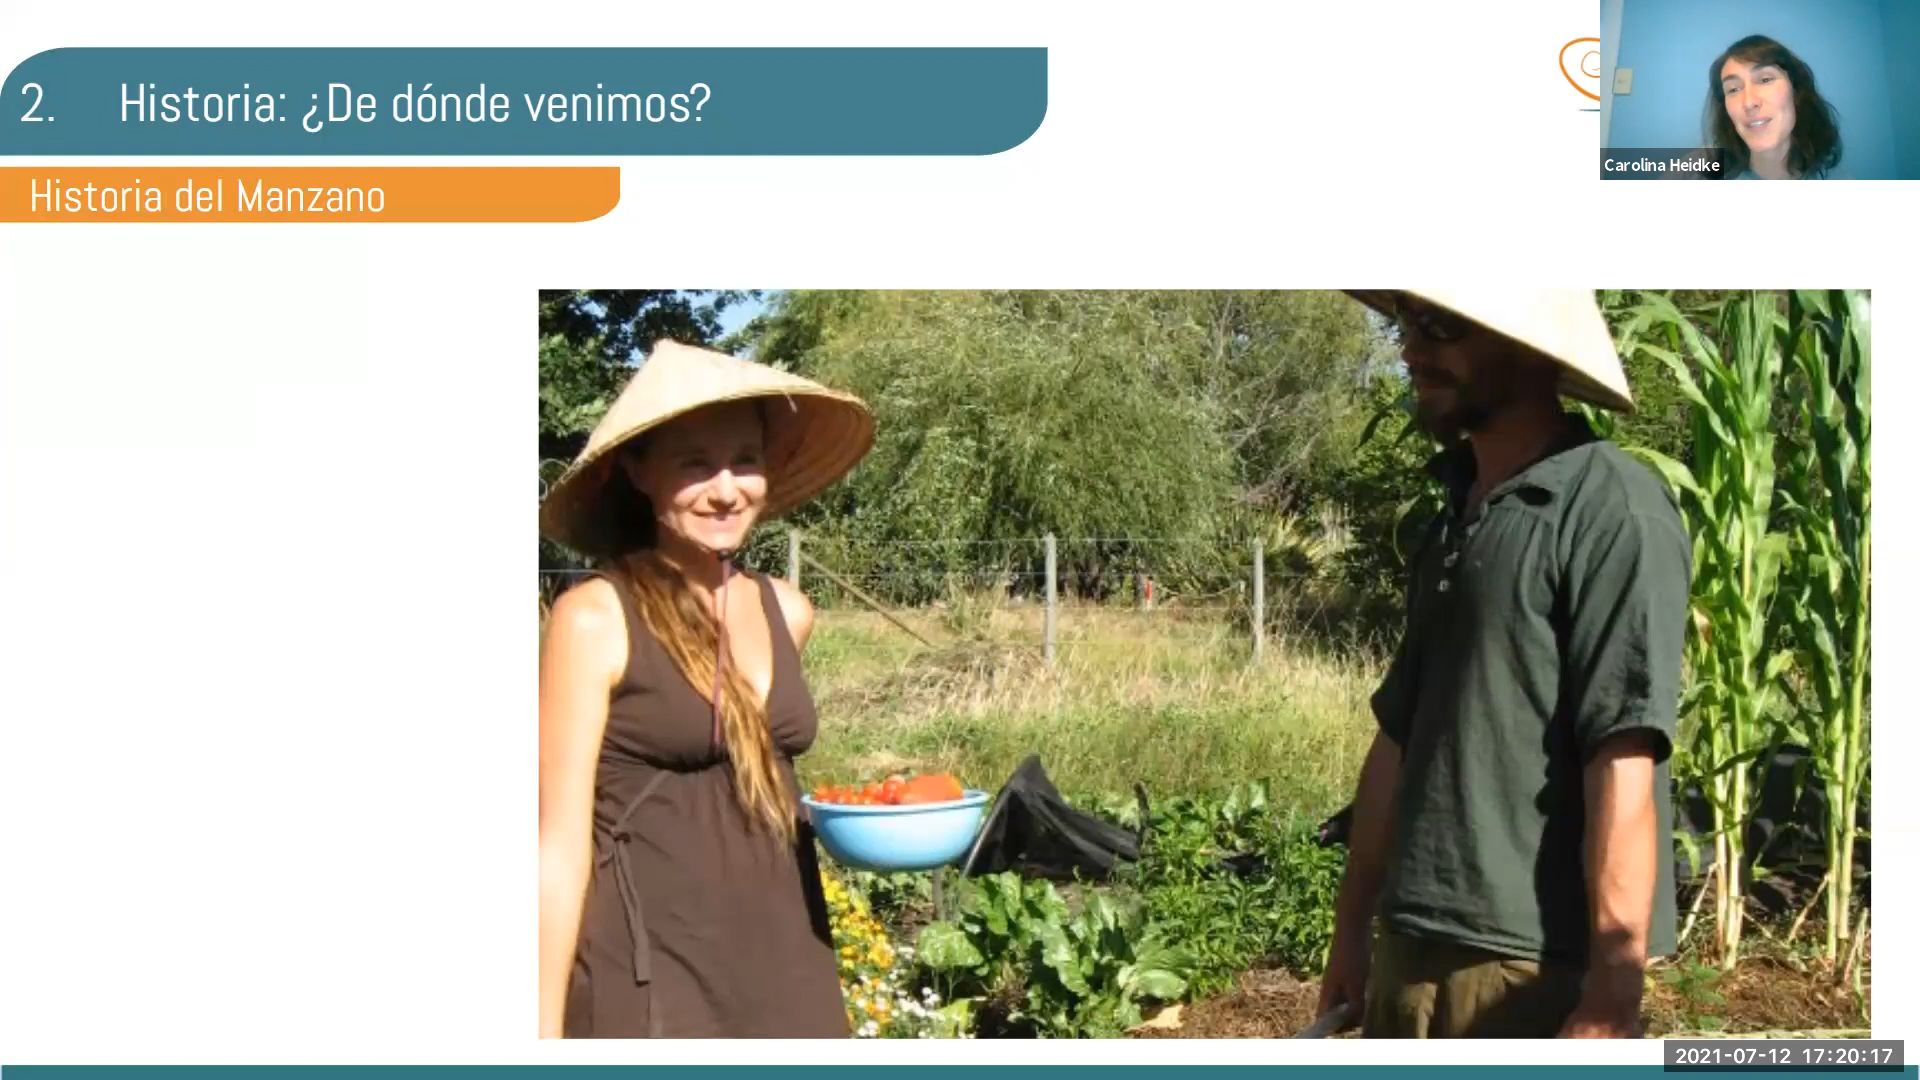 2. Historia: ¿De dónde venimos?
Carolina Heidke
Historia del Manzano
2021-07-12 17:20:17